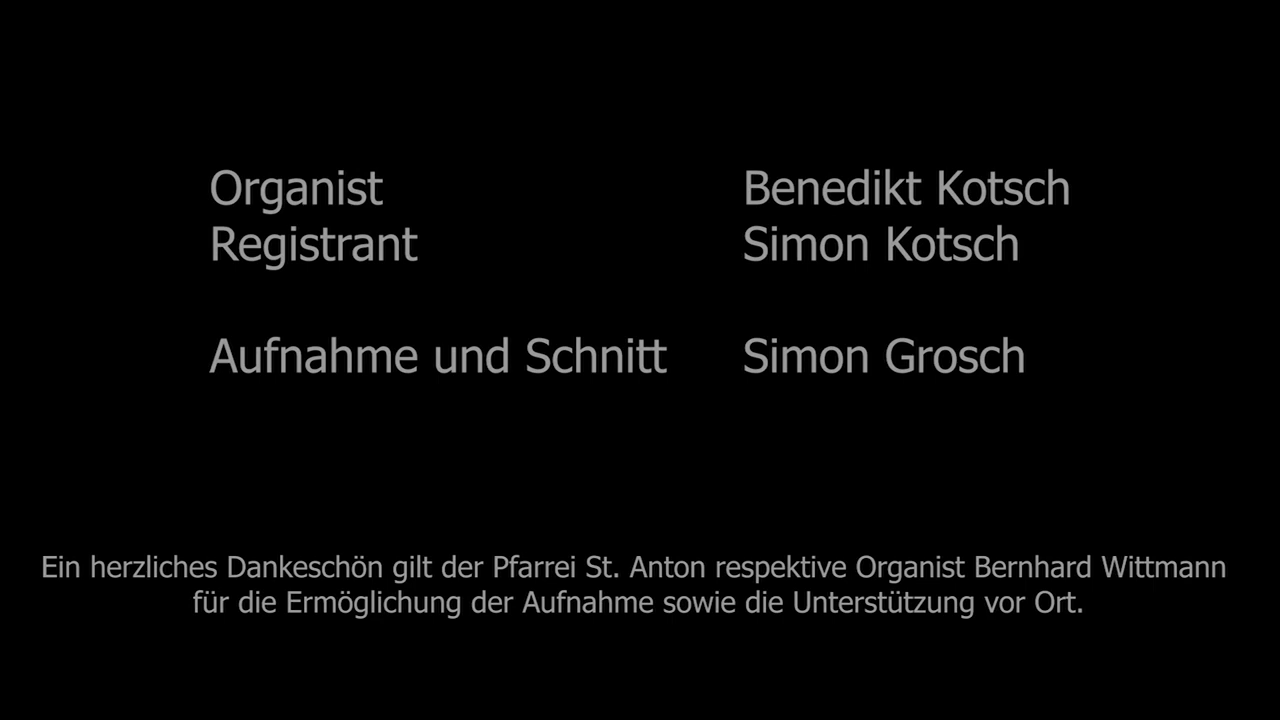 Organist Benedikt Kotsch
Registrant Simon Kotsch
Aufnahme und Schnitt Simon Grosch
Ein herzliches Dankeschön gilt der Pfarrei St. Anton respektive Organist Bernhard Wittmann
für die Ermöglichung der Aufnahme sowie die Unterstützung vor Ort.